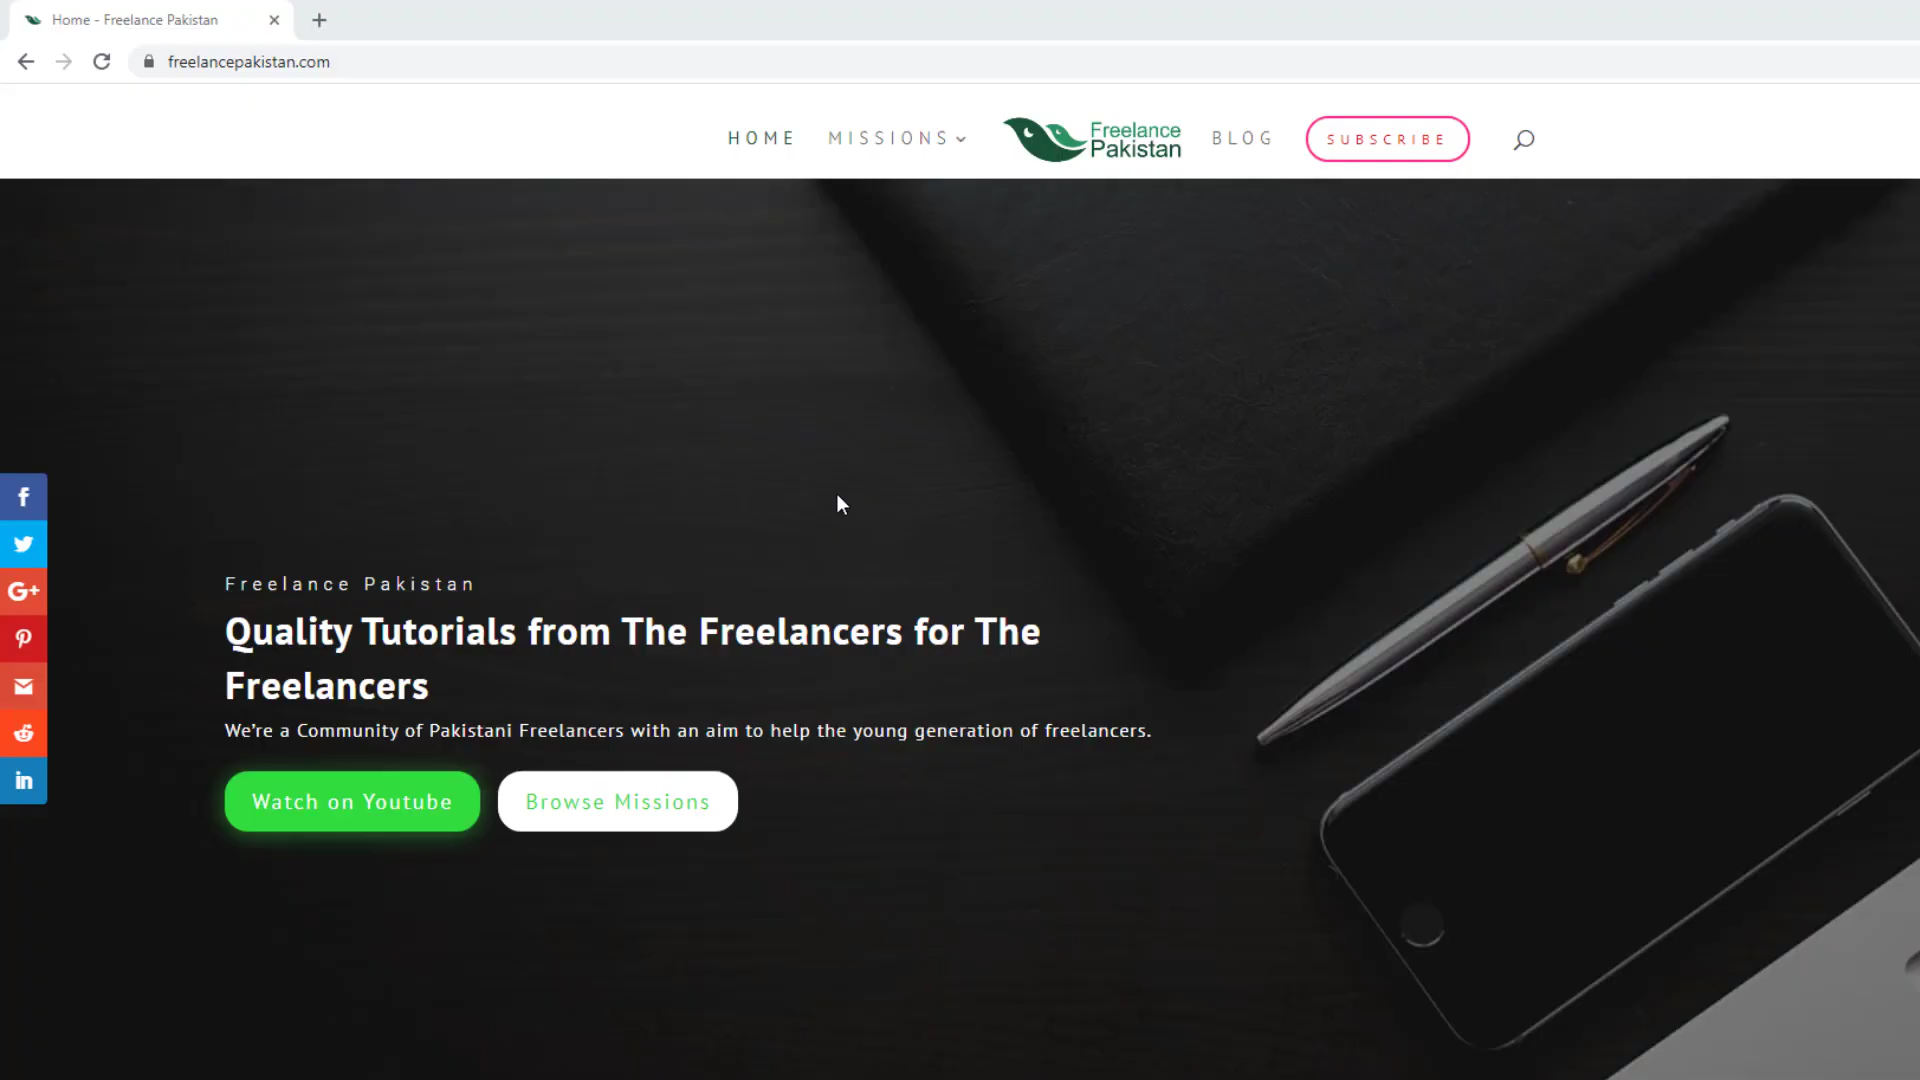 Home - Freelance Pakistan
freelancepakistan.com
HOME
MISSIONS
Freelance
Pakistan
BLOG
SUBSCRIBE
f
G+
in
Freelance Pakistan
Quality Tutorials from The Freelancers for The
Freelancers
We're a Community of Pakistani Freelancers with an aim to help the young generation of freelancers.
Watch on Youtube
Browse Missions